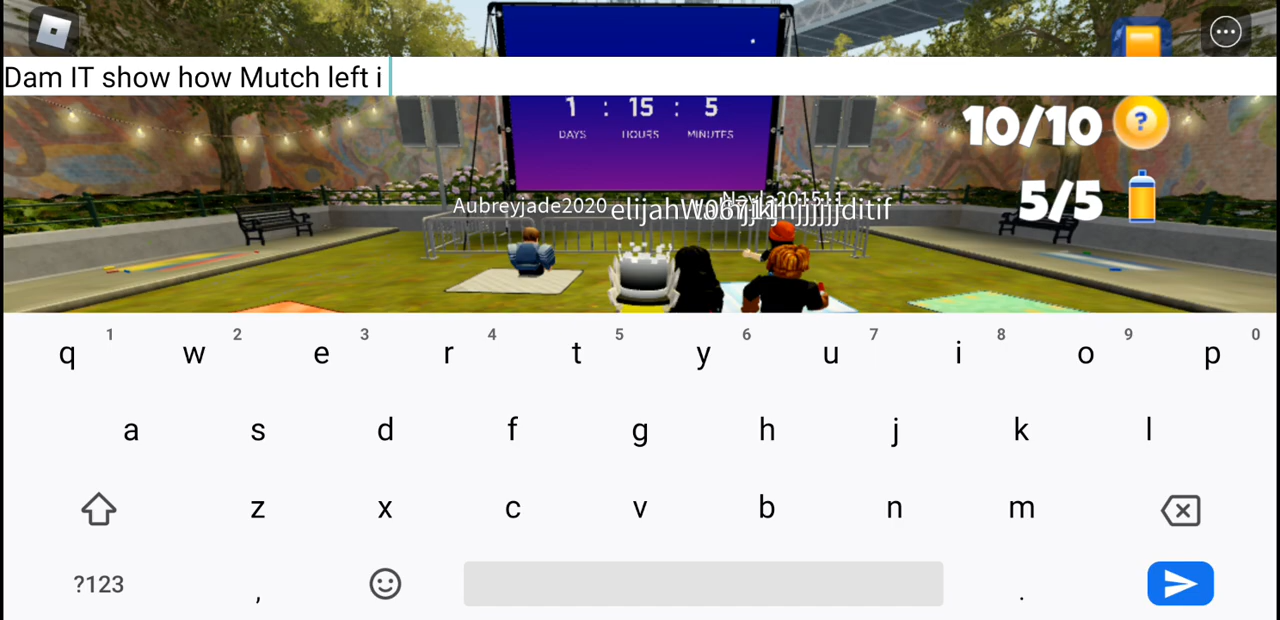 Dam IT show how Mutch left i
1 : 15 : 5
DAYS HOURS MINUTES
10/10 ?
5/5
Aubreyjade2020
q 1 w 2 e 3 r 4 t 5 y 6 u 7 i 8 o 9 p 0
a s d f g h j k l
z x c v b n m
?123 , .